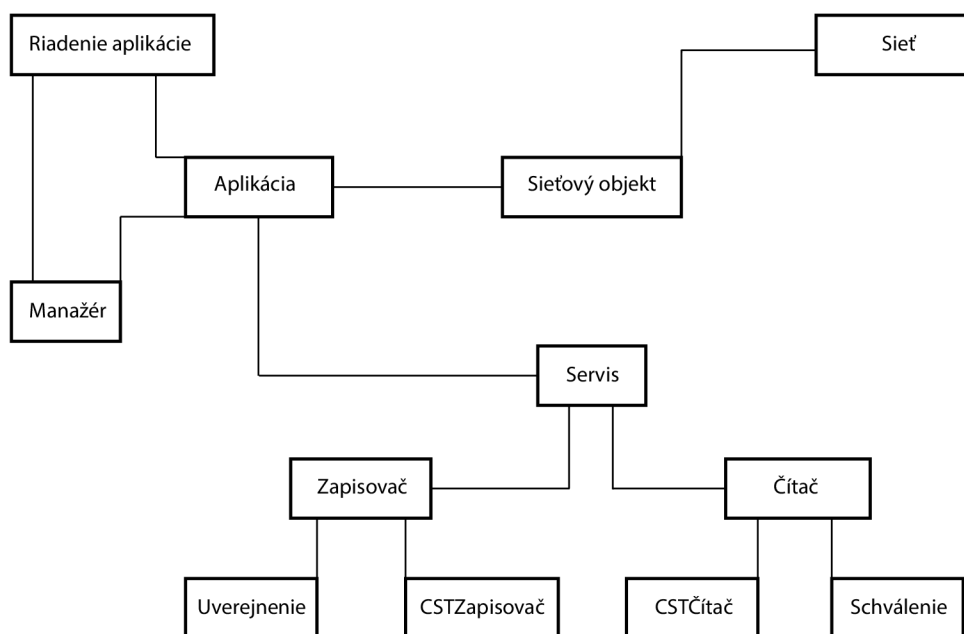 Riadenie aplikácie
Sieť
Aplikácia
Sieťový objekt
Manažér
Servis
Zapisovač
Čítač
Uverejnenie
CSTZapisovač
CSTČítač
Schválenie